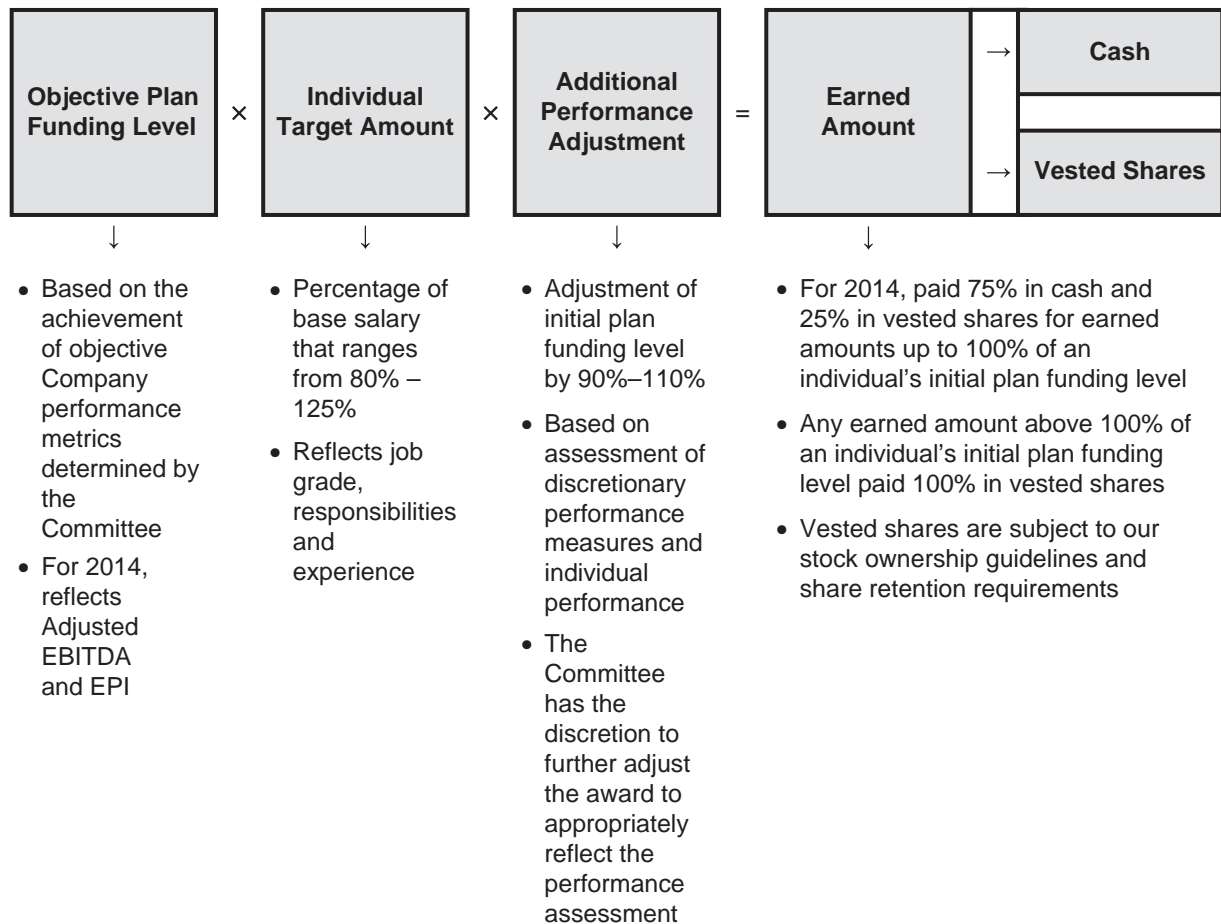 Objective Plan
Funding Level
×
Individual
Target Amount
×
Additional
Performance
Adjustment
=
Earned
Amount
→
Cash
→
Vested Shares
↓
↓
↓
↓
• Based on the
achievement
of objective
Company
performance
metrics
determined by
the
Committee
• For 2014,
reflects
Adjusted
EBITDA
and EPI
• Percentage of
base salary
that ranges
from 80% –
125%
• Reflects job
grade,
responsibilities
and
experience
• Adjustment of
initial plan
funding level
by 90%–110%
• Based on
assessment of
discretionary
performance
measures and
individual
performance
• The
Committee
has the
discretion to
further adjust
the award to
appropriately
reflect the
performance
assessment
• For 2014, paid 75% in cash and
25% in vested shares for earned
amounts up to 100% of an
individual’s initial plan funding level
• Any earned amount above 100% of
an individual’s initial plan funding
level paid 100% in vested shares
• Vested shares are subject to our
stock ownership guidelines and
share retention requirements